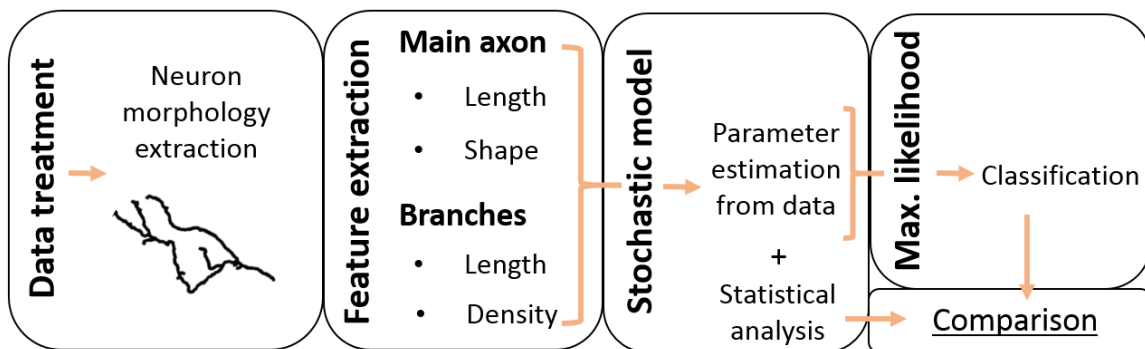 Data treatment
Neuron
morphology
extraction
Feature extraction
Main axon
• Length
• Shape
Branches
• Length
• Density
Stochastic model
Parameter
estimation
from data
+
Statistical
analysis
Max. likelihood
Classification
Comparison